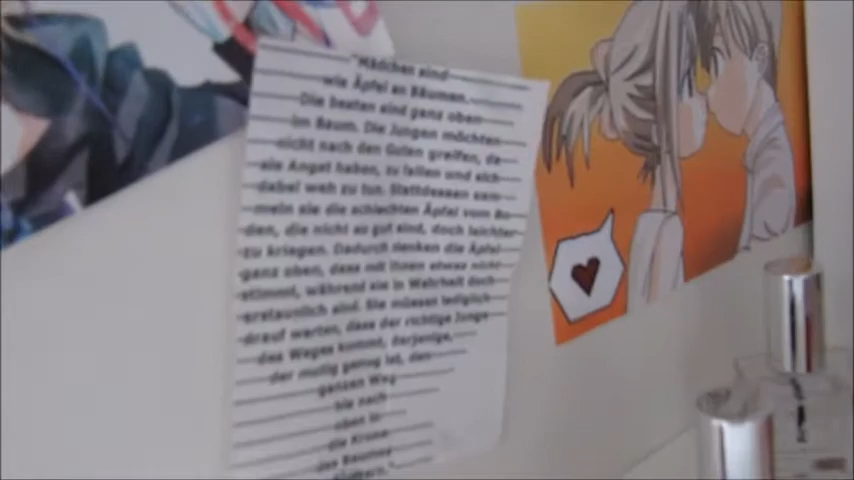 "Mädchen sind
wie Äpfel an Bäumen.
Die besten sind ganz oben
im Baum. Die Jungen möchten
nicht nach den Guten greifen, da
sie Angst haben, zu fallen und sich
dabei weh zu tun. Stattdessen sam-
meln sie die schlechten Äpfel vom Bo-
den, die nicht so gut sind, doch leichter
zu kriegen. Dadurch denken die Äpfel
ganz oben, dass mit ihnen etwas nicht
stimmt, während sie in Wahrheit doch
erstaunlich sind. Sie müssen lediglich
drauf warten, dass der richtige Junge
des Weges kommt, derjenige,
der mutig genug ist, den
ganzen Weg
bis nach
oben in
die Krone
des Baumes